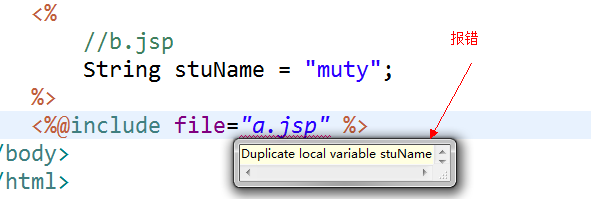 <%
//b.jsp
String stuName = "muty";
%>
<%@include file="a.jsp" %>
/body>
/html>
报错
Duplicate local variable stuName